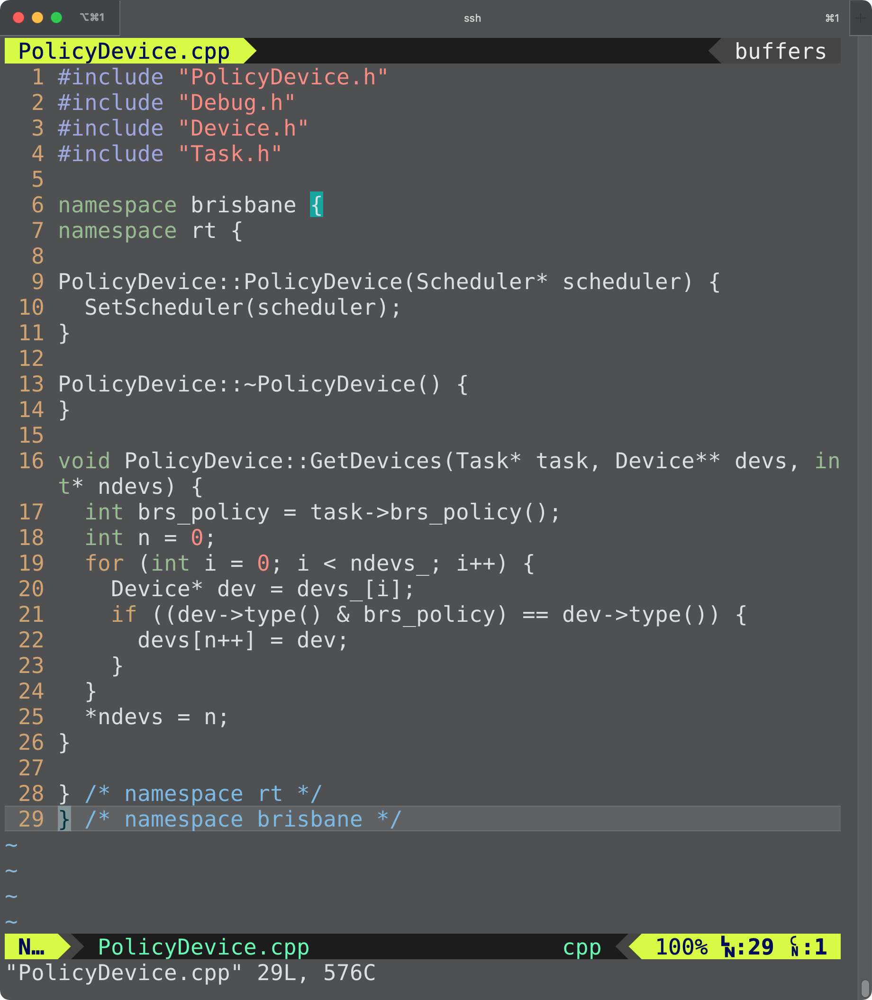 ⌥⌘1 ssh ⌘1 +
PolicyDevice.cpp buffers
1 #include "PolicyDevice.h"
2 #include "Debug.h"
3 #include "Device.h"
4 #include "Task.h"
5
6 namespace brisbane {
7 namespace rt {
8
9 PolicyDevice::PolicyDevice(Scheduler* scheduler) {
10   SetScheduler(scheduler);
11 }
12
13 PolicyDevice::~PolicyDevice() {
14 }
15
16 void PolicyDevice::GetDevices(Task* task, Device** devs, in
t* ndevs) {
17   int brs_policy = task->brs_policy();
18   int n = 0;
19   for (int i = 0; i < ndevs_; i++) {
20     Device* dev = devs_[i];
21     if ((dev->type() & brs_policy) == dev->type()) {
22       devs[n++] = dev;
23     }
24   }
25   *ndevs = n;
26 }
27
28 } /* namespace rt */
29 } /* namespace brisbane */
~
~
~
~
N… PolicyDevice.cpp cpp 100% LN:29 CN:1
"PolicyDevice.cpp" 29L, 576C